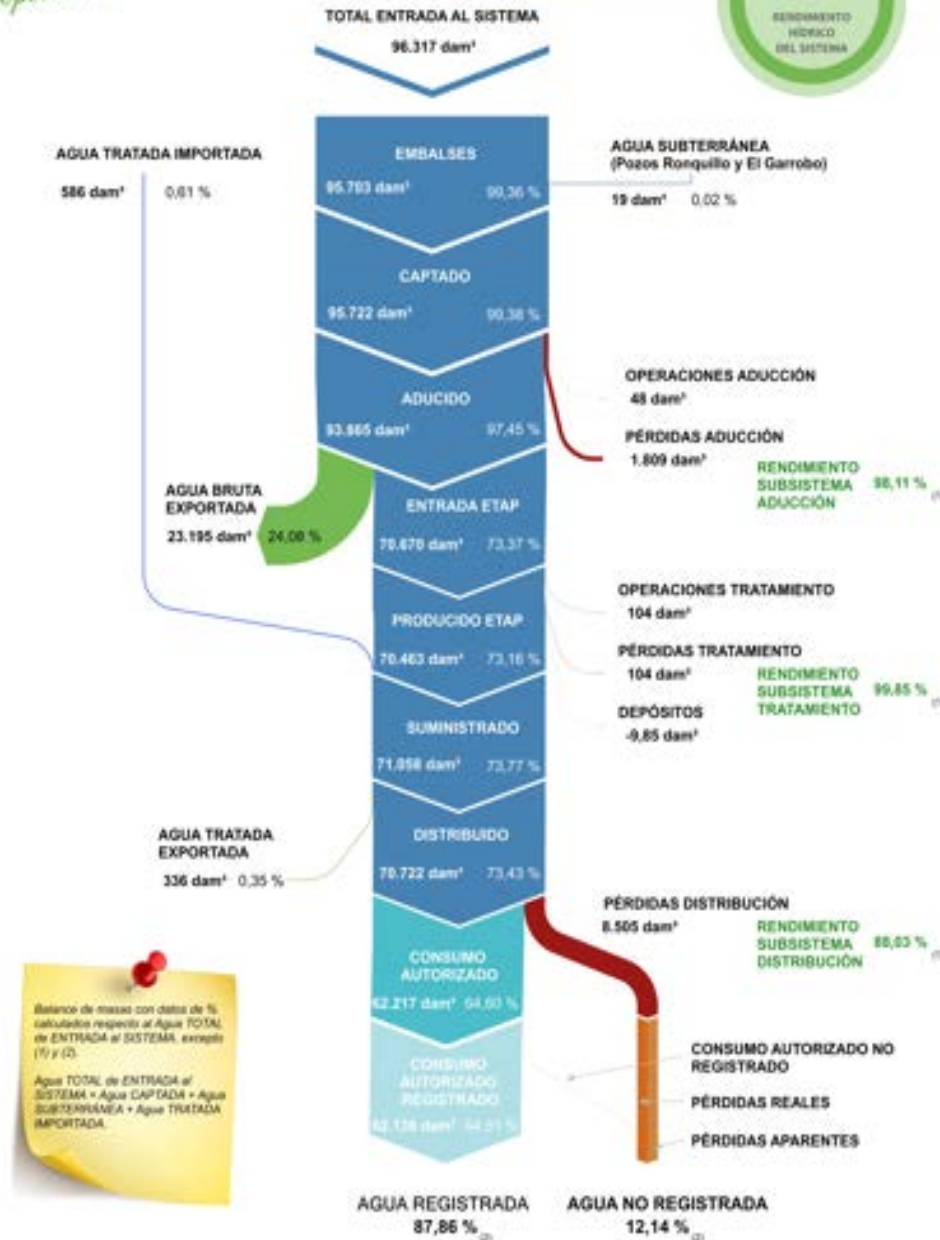 TOTAL ENTRADA AL SISTEMA
96.317 dam³
RENDIMIENTO
HÍDRICO
DEL SISTEMA
AGUA TRATADA IMPORTADA
586 dam³ 0,61 %
EMBALSES
95.703 dam³ 99,36 %
AGUA SUBTERRÁNEA
(Pozos Ronquillo y El Garrobo)
19 dam³ 0,02 %
CAPTADO
95.722 dam³ 99,38 %
OPERACIONES ADUCCIÓN
48 dam³
ADUCIDO
93.865 dam³ 97,45 %
PÉRDIDAS ADUCCIÓN
1.809 dam³
RENDIMIENTO
SUBSISTEMA 98,11 %
ADUCCIÓN
AGUA BRUTA
EXPORTADA
23.195 dam³ 24,08 %
ENTRADA ETAP
70.670 dam³ 73,37 %
OPERACIONES TRATAMIENTO
104 dam³
PRODUCIDO ETAP
70.463 dam³ 73,16 %
PÉRDIDAS TRATAMIENTO
104 dam³
RENDIMIENTO
SUBSISTEMA 99,85 %
TRATAMIENTO
DEPÓSITOS
-9,85 dam³
SUMINISTRADO
71.058 dam³ 73,77 %
AGUA TRATADA
EXPORTADA
336 dam³ 0,35 %
DISTRIBUIDO
70.722 dam³ 73,43 %
PÉRDIDAS DISTRIBUCIÓN
8.505 dam³
RENDIMIENTO
SUBSISTEMA 88,03 %
DISTRIBUCIÓN
CONSUMO
AUTORIZADO
62.217 dam³ 64,60 %
CONSUMO
AUTORIZADO
REGISTRADO
dam³
CONSUMO AUTORIZADO NO
REGISTRADO
PÉRDIDAS REALES
PÉRDIDAS APARENTES
Balance de masas con datos de %
calculados respecto al Agua TOTAL
de ENTRADA al SISTEMA, excepto
(1) y (2).
Agua TOTAL de ENTRADA al
SISTEMA = Agua CAPTADA + Agua
SUBTERRÁNEA + Agua TRATADA
IMPORTADA.
AGUA REGISTRADA
87,86 % (2)
AGUA NO REGISTRADA
12,14 % (2)